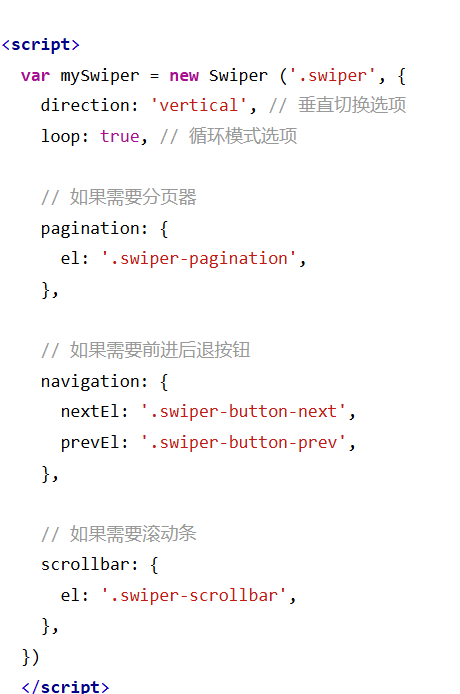 <script>
var mySwiper = new Swiper ('.swiper', {
direction: 'vertical', // 垂直切换选项
loop: true, // 循环模式选项
// 如果需要分页器
pagination: {
el: '.swiper-pagination',
},
// 如果需要前进后退按钮
navigation: {
nextEl: '.swiper-button-next',
prevEl: '.swiper-button-prev',
},
// 如果需要滚动条
scrollbar: {
el: '.swiper-scrollbar',
},
})
</script>